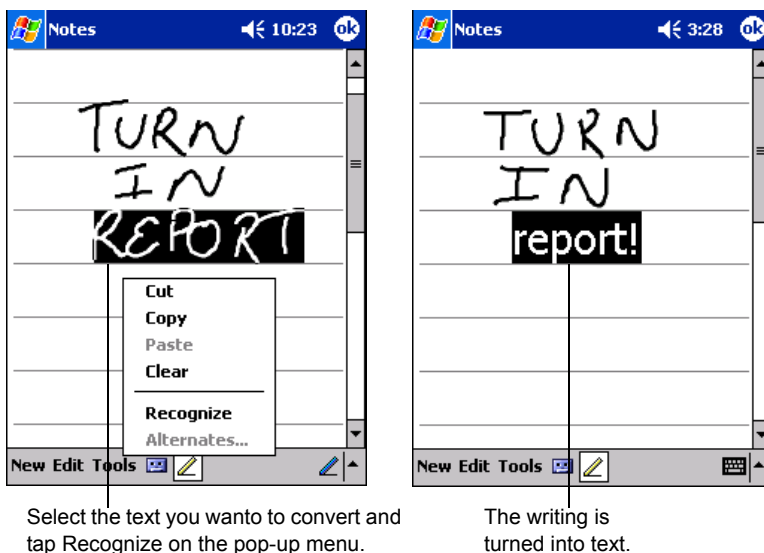 Notes 10:23 ok
TURN
IN
REPORT
Cut
Copy
Paste
Clear
Recognize
Alternates...
New Edit Tools
Select the text you wanto to convert and
tap Recognize on the pop-up menu.
Notes 3:28 ok
TURN
IN
report!
New Edit Tools
The writing is
turned into text.